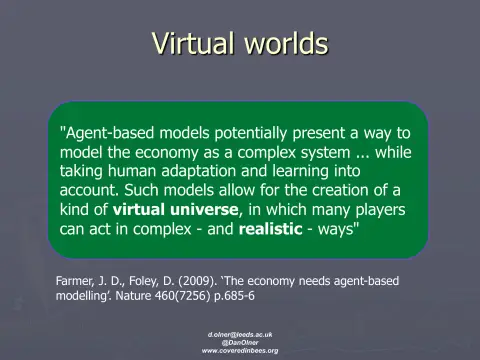 Virtual worlds
"Agent-based models potentially present a way to
model the economy as a complex system ... while
taking human adaptation and learning into
account. Such models allow for the creation of a
kind of virtual universe, in which many players
can act in complex - and realistic - ways"
Farmer, J. D., Foley, D. (2009). ‘The economy needs agent-based
modelling’. Nature 460(7256) p.685-6
d.olner@leeds.ac.uk
@DanOlner
www.coveredinbees.org